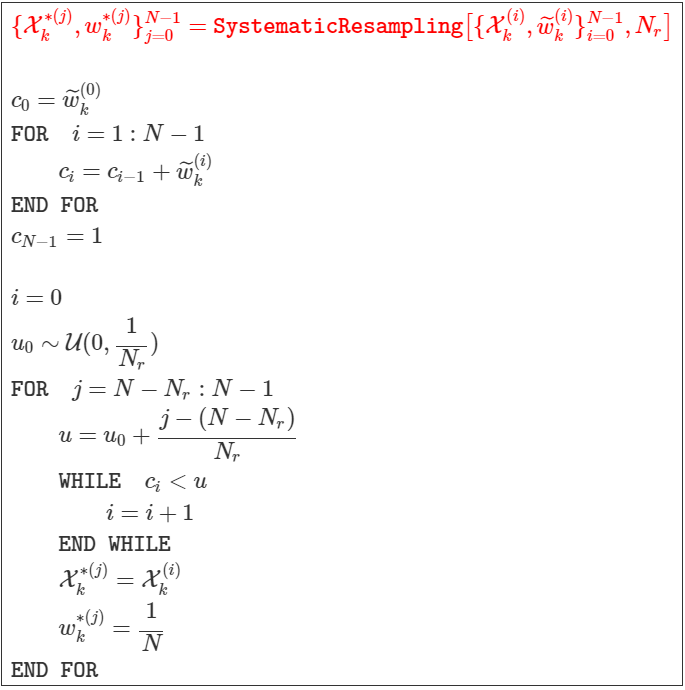 $\{\mathcal{X}_k^{*(j)}, w_k^{*(j)}\}_{j=0}^{N-1} = \texttt{SystematicResampling}\big[\{\mathcal{X}_k^{(i)}, \widetilde{w}_k^{(i)}\}_{i=0}^{N-1}, N_r\big]$
$c_0 = \widetilde{w}_k^{(0)}$
FOR $i = 1 : N - 1$
$c_i = c_{i-1} + \widetilde{w}_k^{(i)}$
END FOR
$c_{N-1} = 1$
$i = 0$
$u_0 \sim \mathcal{U}(0, \frac{1}{N_r})$
FOR $j = N - N_r : N - 1$
$u = u_0 + \frac{j - (N - N_r)}{N_r}$
WHILE $c_i < u$
$i = i + 1$
END WHILE
$\mathcal{X}_k^{*(j)} = \mathcal{X}_k^{(i)}$
$w_k^{*(j)} = \frac{1}{N}$
END FOR